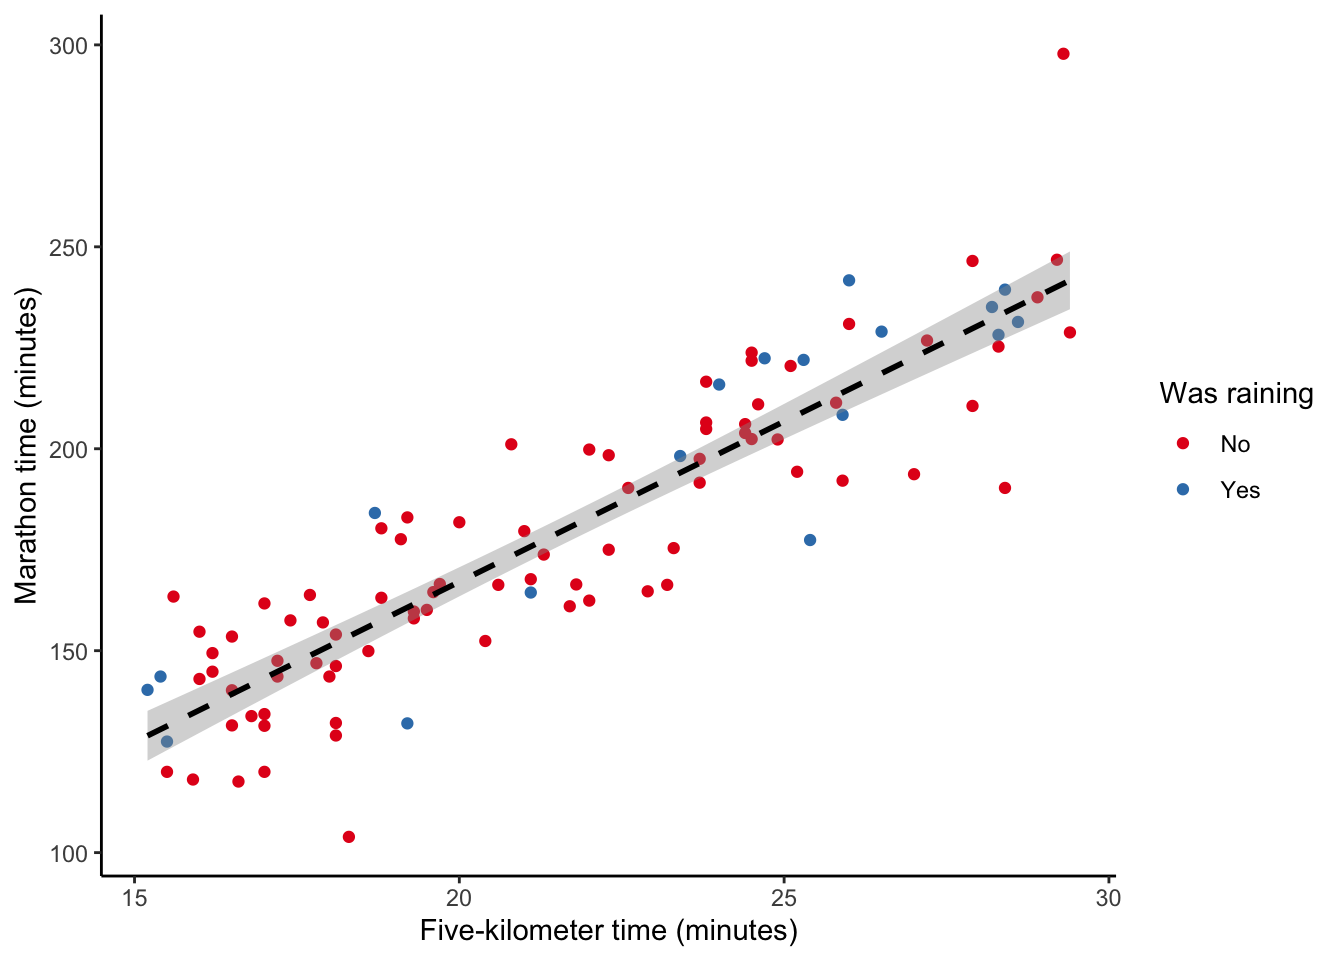 300
250
200
150
100
Marathon time (minutes)
15 20 25 30
Five-kilometer time (minutes)
Was raining
No
Yes